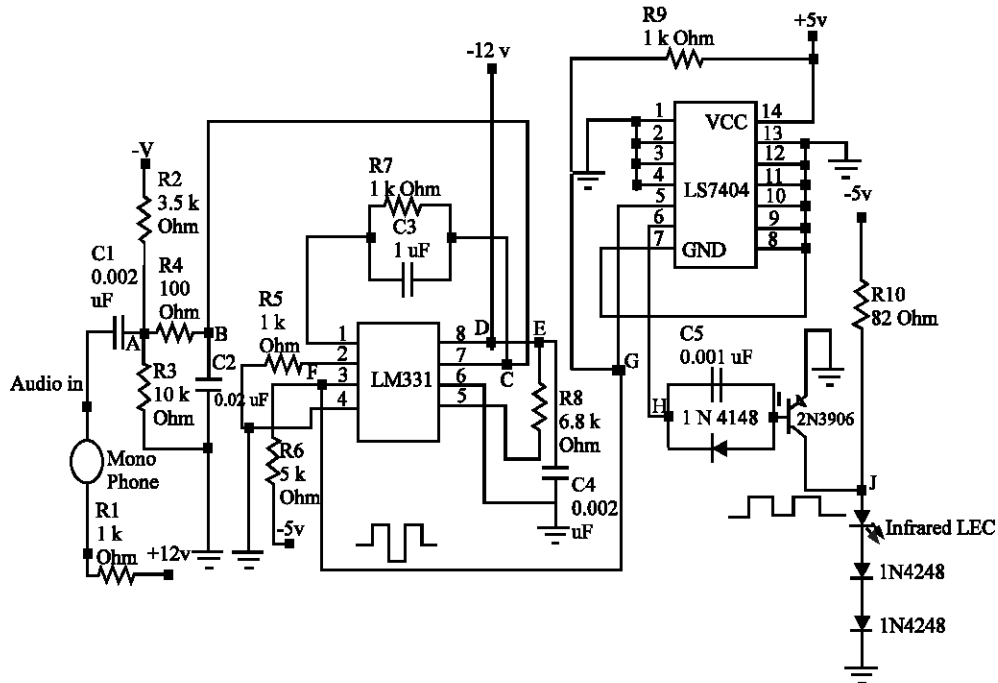 R9
1 k Ohm
+5v
-12 v
1
2
3
4
5
6
7
VCC
LS7404
GND
14
13
12
11
10
9
8
-V
R2
3.5 k
Ohm
C1
0.002
uF
R4
100
Ohm
A
B
R3
10 k
Ohm
C2
0.02 uF
Audio in
Mono
Phone
R1
1 k
Ohm
+12v
R7
1 k Ohm
C3
1 uF
R5
1 k
Ohm
1
2
3
4
LM331
8
7
6
5
D
E
C
F
R6
5 k
Ohm
-5v
R8
6.8 k
Ohm
C4
0.002
uF
G
-5v
R10
82 Ohm
C5
0.001 uF
H
1 N 4148
I
2N3906
J
Infrared LEC
1N4248
1N4248